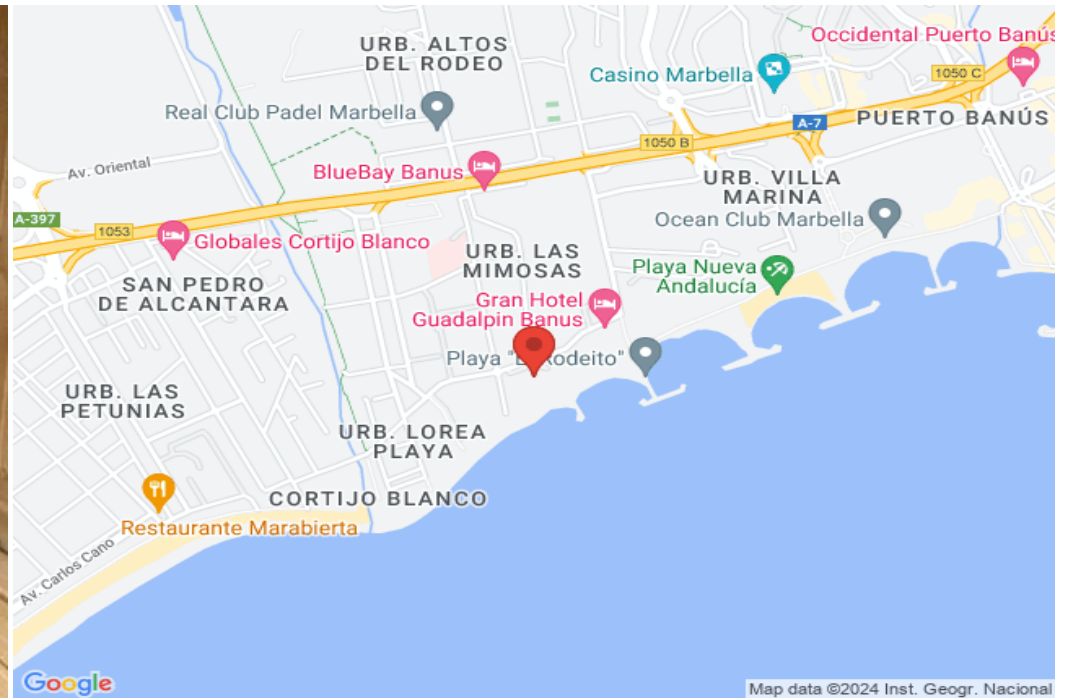 URB. ALTOS
DEL RODEO
Occidental Puerto Banús
Casino Marbella
1050 C
Real Club Padel Marbella
A-7
PUERTO BANÚS
1050 B
Av. Oriental
BlueBay Banus
URB. VILLA
MARINA
A-397
1053
Globales Cortijo Blanco
Ocean Club Marbella
URB. LAS
MIMOSAS
SAN PEDRO
DE ALCANTARA
Playa Nueva
Andalucía
Gran Hotel
Guadalpin Banus
Playa "El Rodeito"
URB. LAS
PETUNIAS
URB. LOREA
PLAYA
CORTIJO BLANCO
Restaurante Marabierta
Av. Carlos Cano
Google
Map data ©2024 Inst. Geogr. Nacional